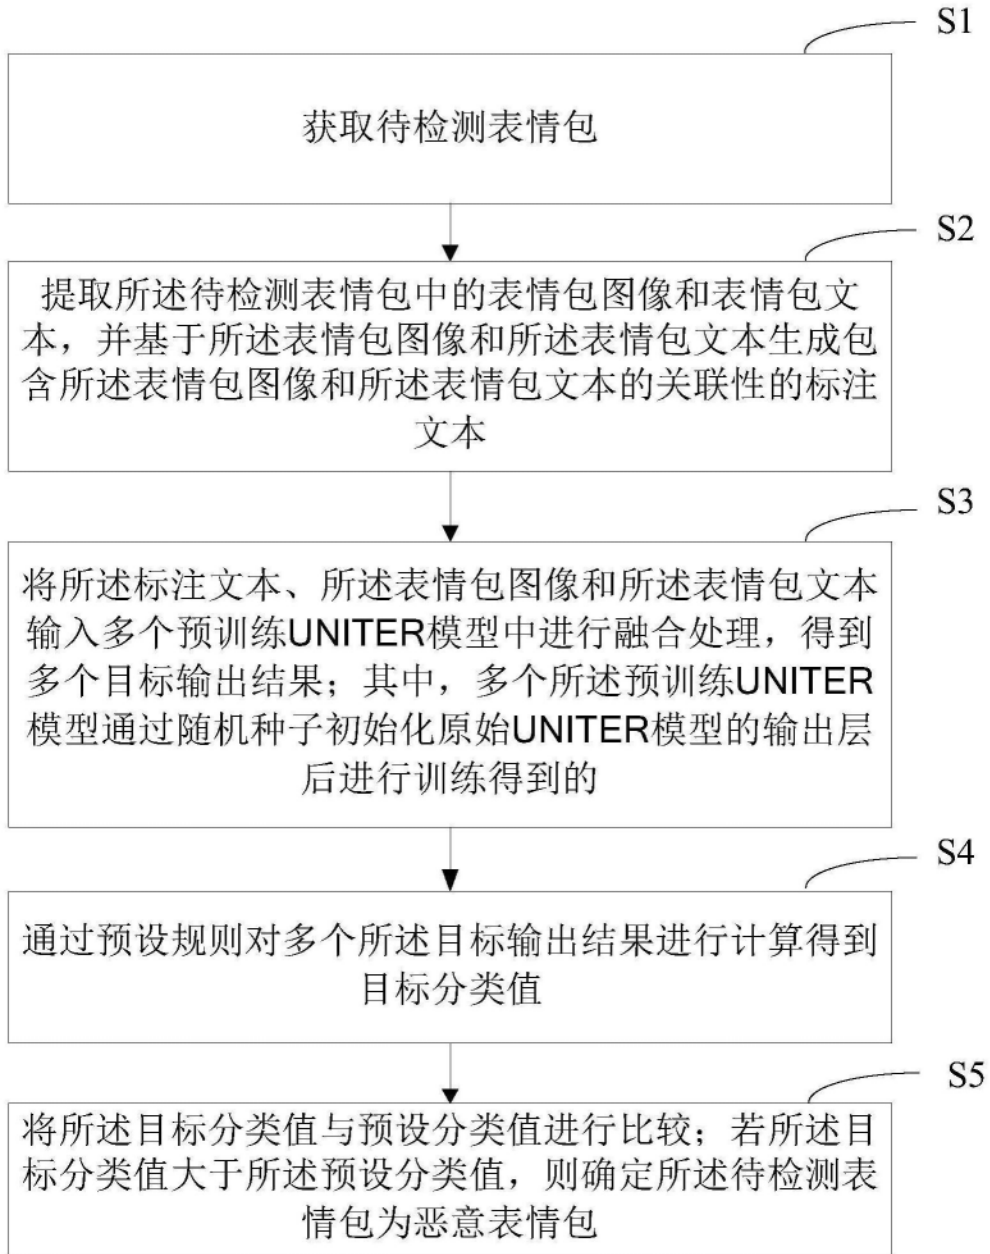 S1
获取待检测表情包
S2
提取所述待检测表情包中的表情包图像和表情包文
本，并基于所述表情包图像和所述表情包文本生成包
含所述表情包图像和所述表情包文本的关联性的标注
文本
S3
将所述标注文本、所述表情包图像和所述表情包文本
输入多个预训练UNITER模型中进行融合处理，得到
多个目标输出结果；其中，多个所述预训练UNITER
模型通过随机种子初始化原始UNITER模型的输出层
后进行训练得到的
S4
通过预设规则对多个所述目标输出结果进行计算得到
目标分类值
S5
将所述目标分类值与预设分类值进行比较；若所述目
标分类值大于所述预设分类值，则确定所述待检测表
情包为恶意表情包